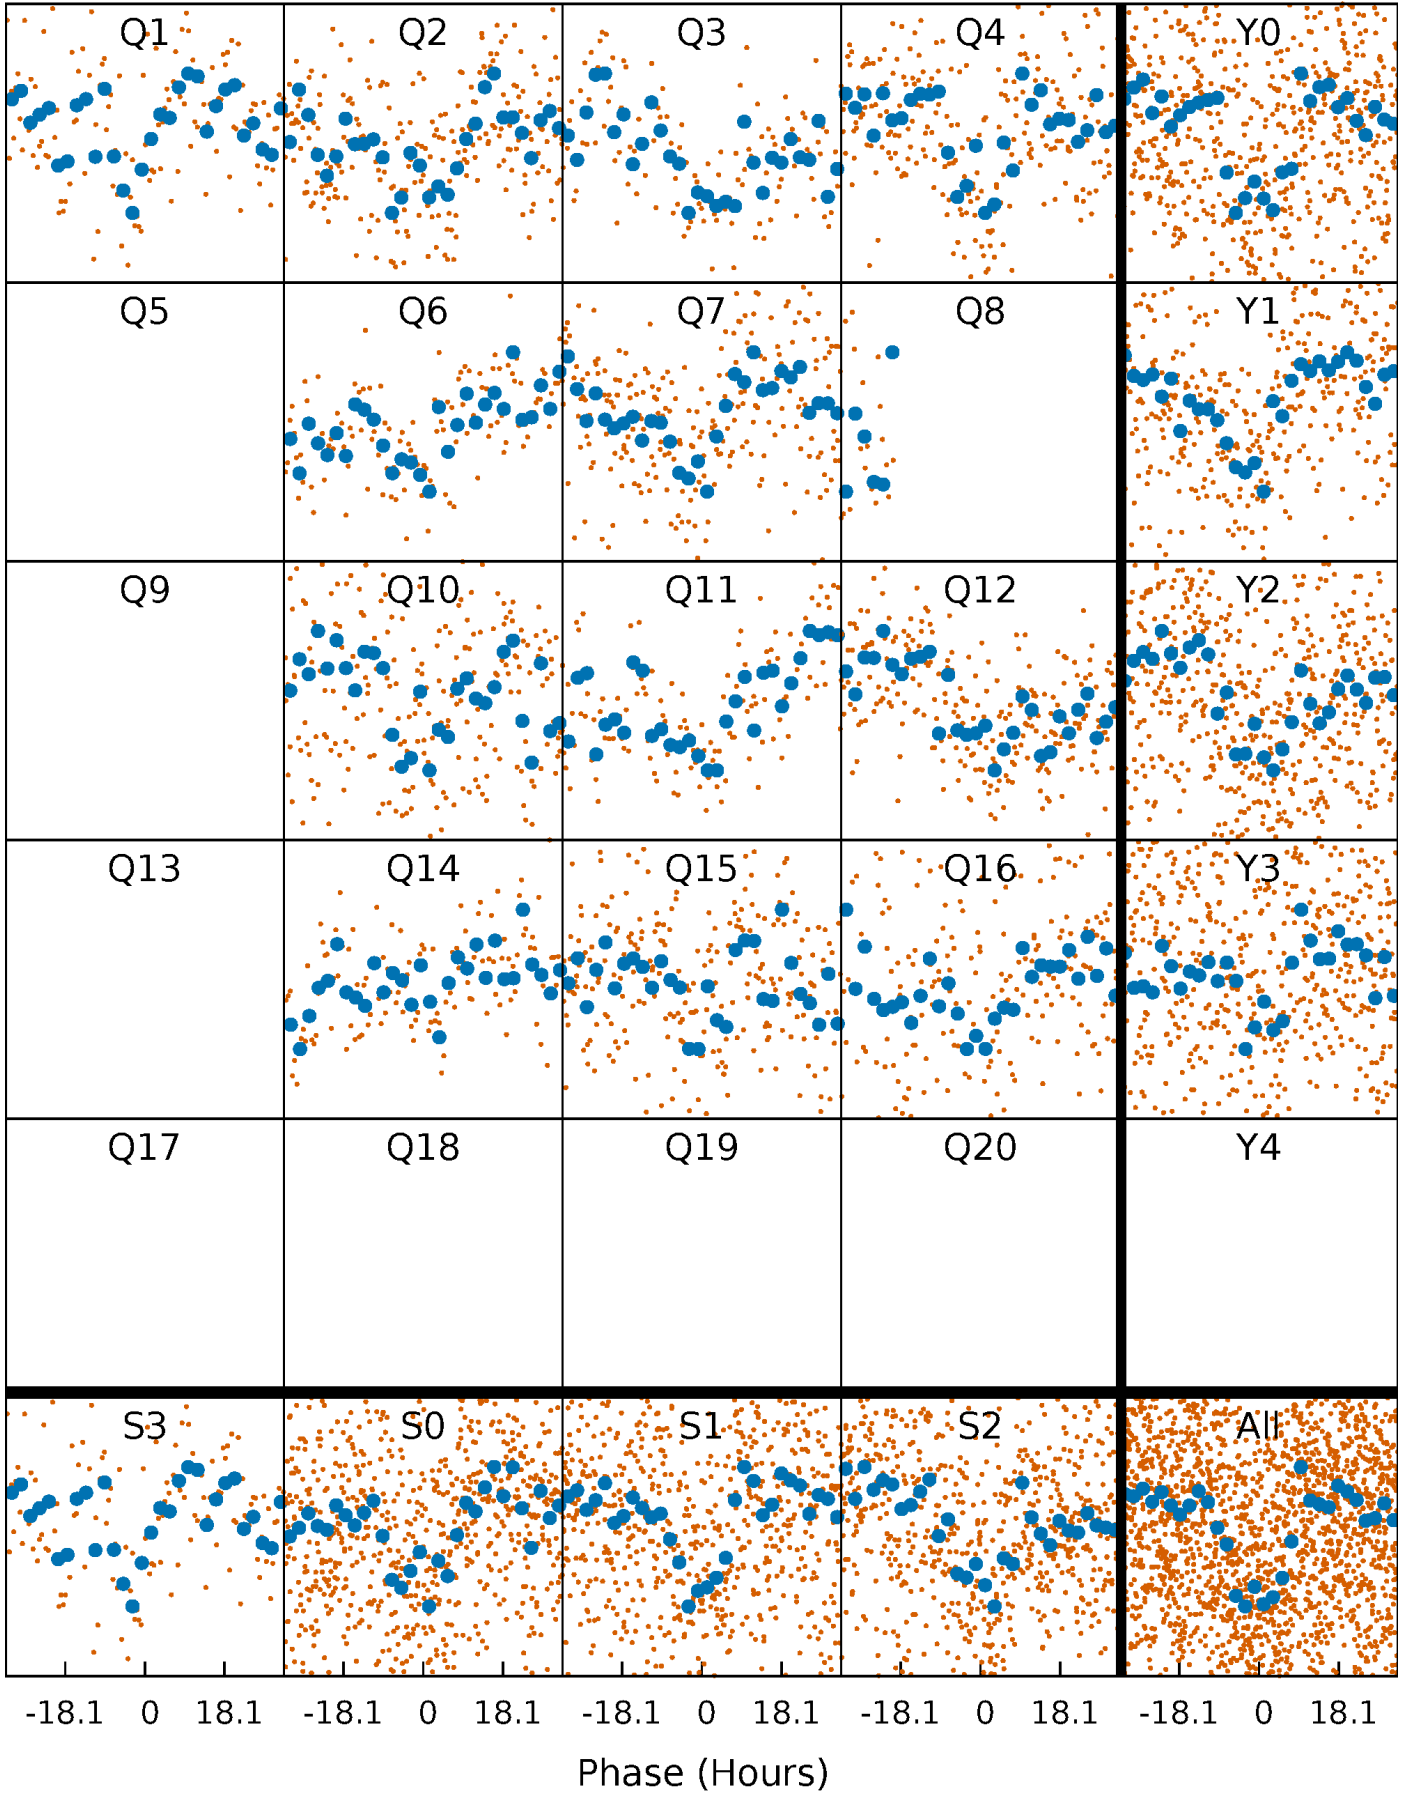 Q1 Q2 Q3 Q4 Y0
Q5 Q6 Q7 Q8 Y1
Q9 Q10 Q11 Q12 Y2
Q13 Q14 Q15 Q16 Y3
Q17 Q18 Q19 Q20 Y4
S3 S0 S1 S2 All
-18.1 0 18.1 -18.1 0 18.1 -18.1 0 18.1 -18.1 0 18.1 -18.1 0 18.1
Phase (Hours)